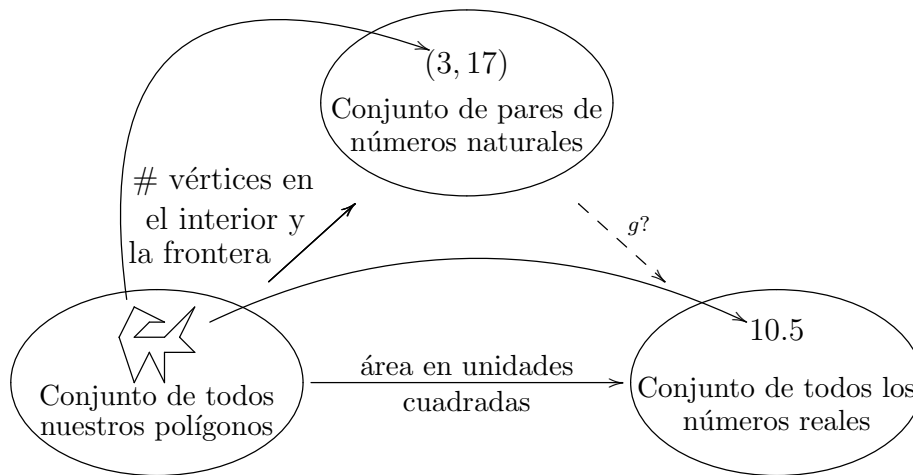 (3, 17)
Conjunto de pares de
números naturales
# vértices en
el interior y
la frontera
g?
10.5
área en unidades
cuadradas
Conjunto de todos
nuestros polígonos
Conjunto de todos los
números reales